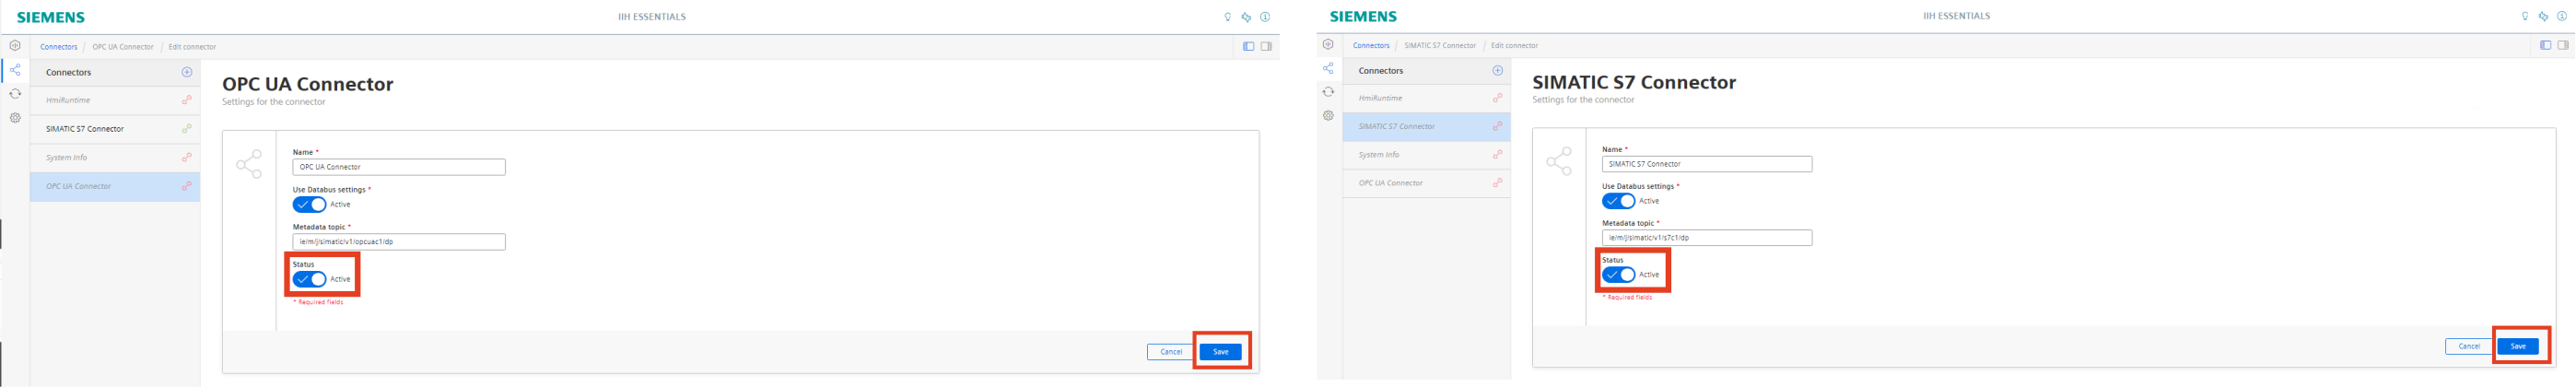 SIEMENS
IIH ESSENTIALS
Connectors / OPC UA Connector / Edit connector
Connectors
HmiRuntime
SIMATIC S7 Connector
System Info
OPC UA Connector
OPC UA Connector
Settings for the connector
Name *
OPC UA Connector
Use Databus settings *
Active
Metadata topic *
ie/m/j/simatic/v1/opcuac1/dp
Status
Active
* Required fields
Cancel
Save
SIEMENS
IIH ESSENTIALS
Connectors / SIMATIC S7 Connector / Edit connector
Connectors
HmiRuntime
SIMATIC S7 Connector
System Info
OPC UA Connector
SIMATIC S7 Connector
Settings for the connector
Name *
SIMATIC S7 Connector
Use Databus settings *
Active
Metadata topic *
ie/m/j/simatic/v1/s7c1/dp
Status
Active
* Required fields
Cancel
Save